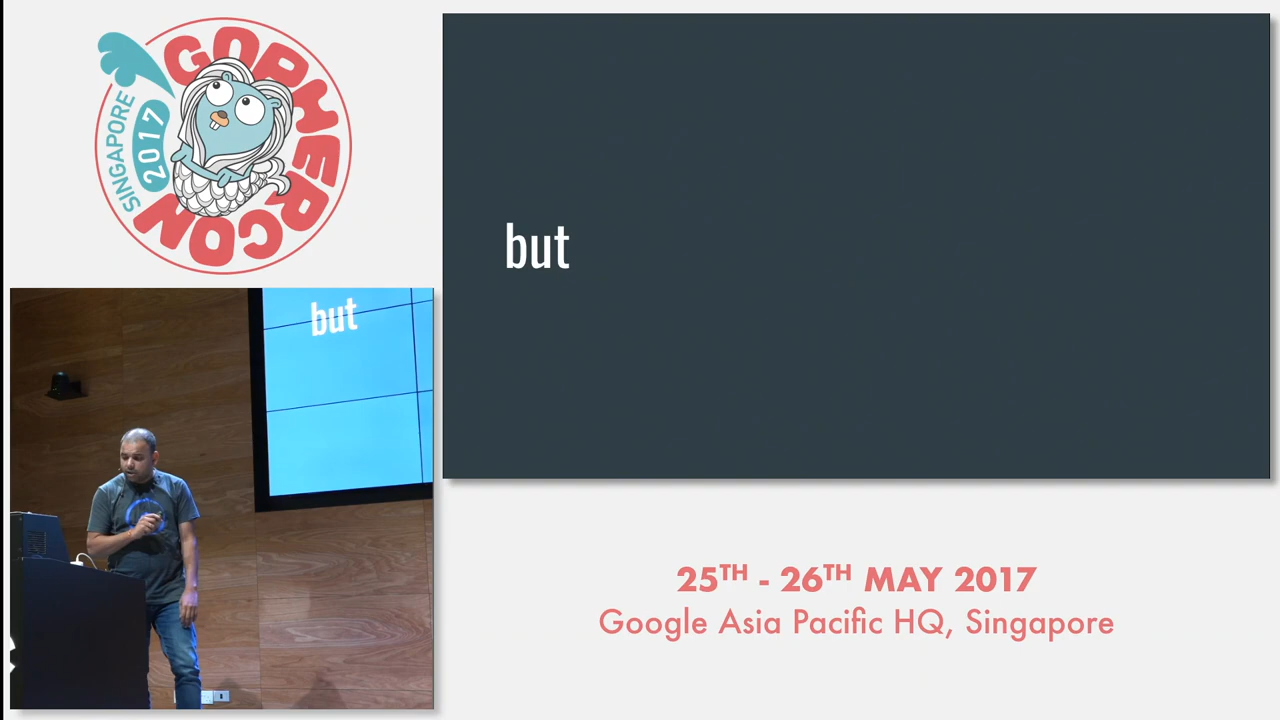 GOPHERCON
SINGAPORE
2017
but
but
25TH - 26TH MAY 2017
Google Asia Pacific HQ, Singapore